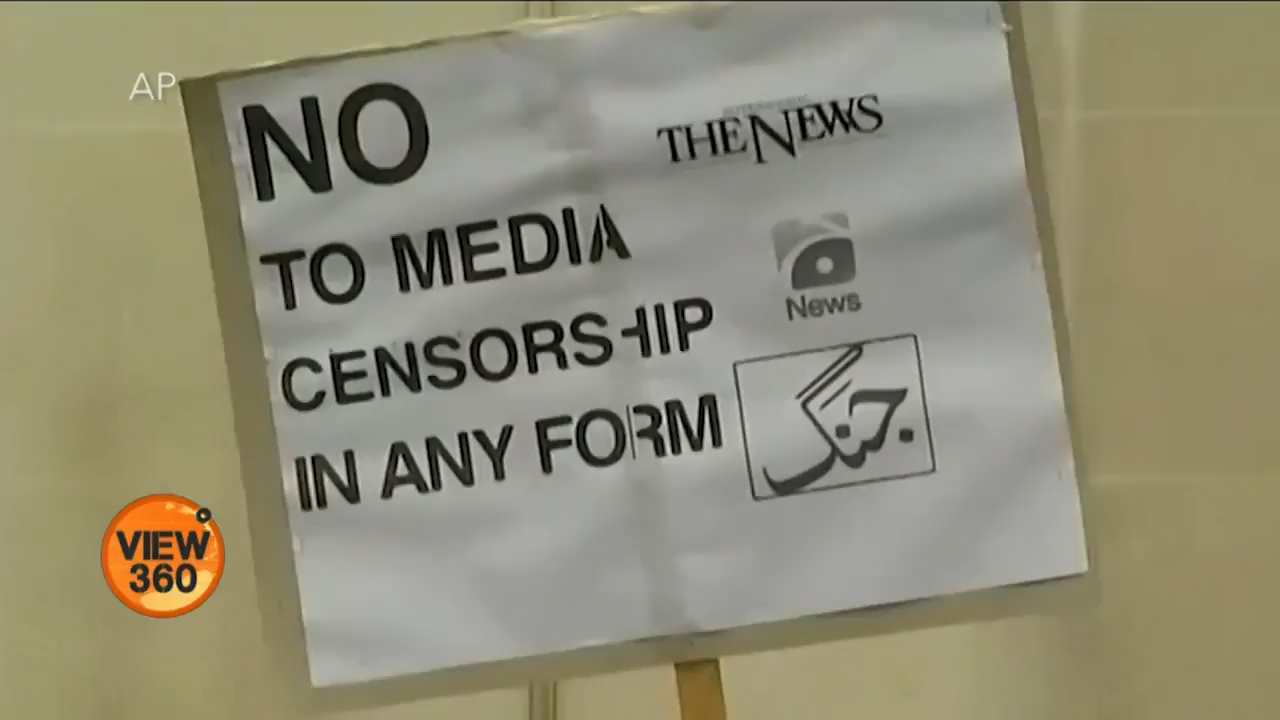 AP
NO
TO MEDIA
CENSORSHIP
IN ANY FORM
THE NEWS
News
جنگ
VIEW
360°